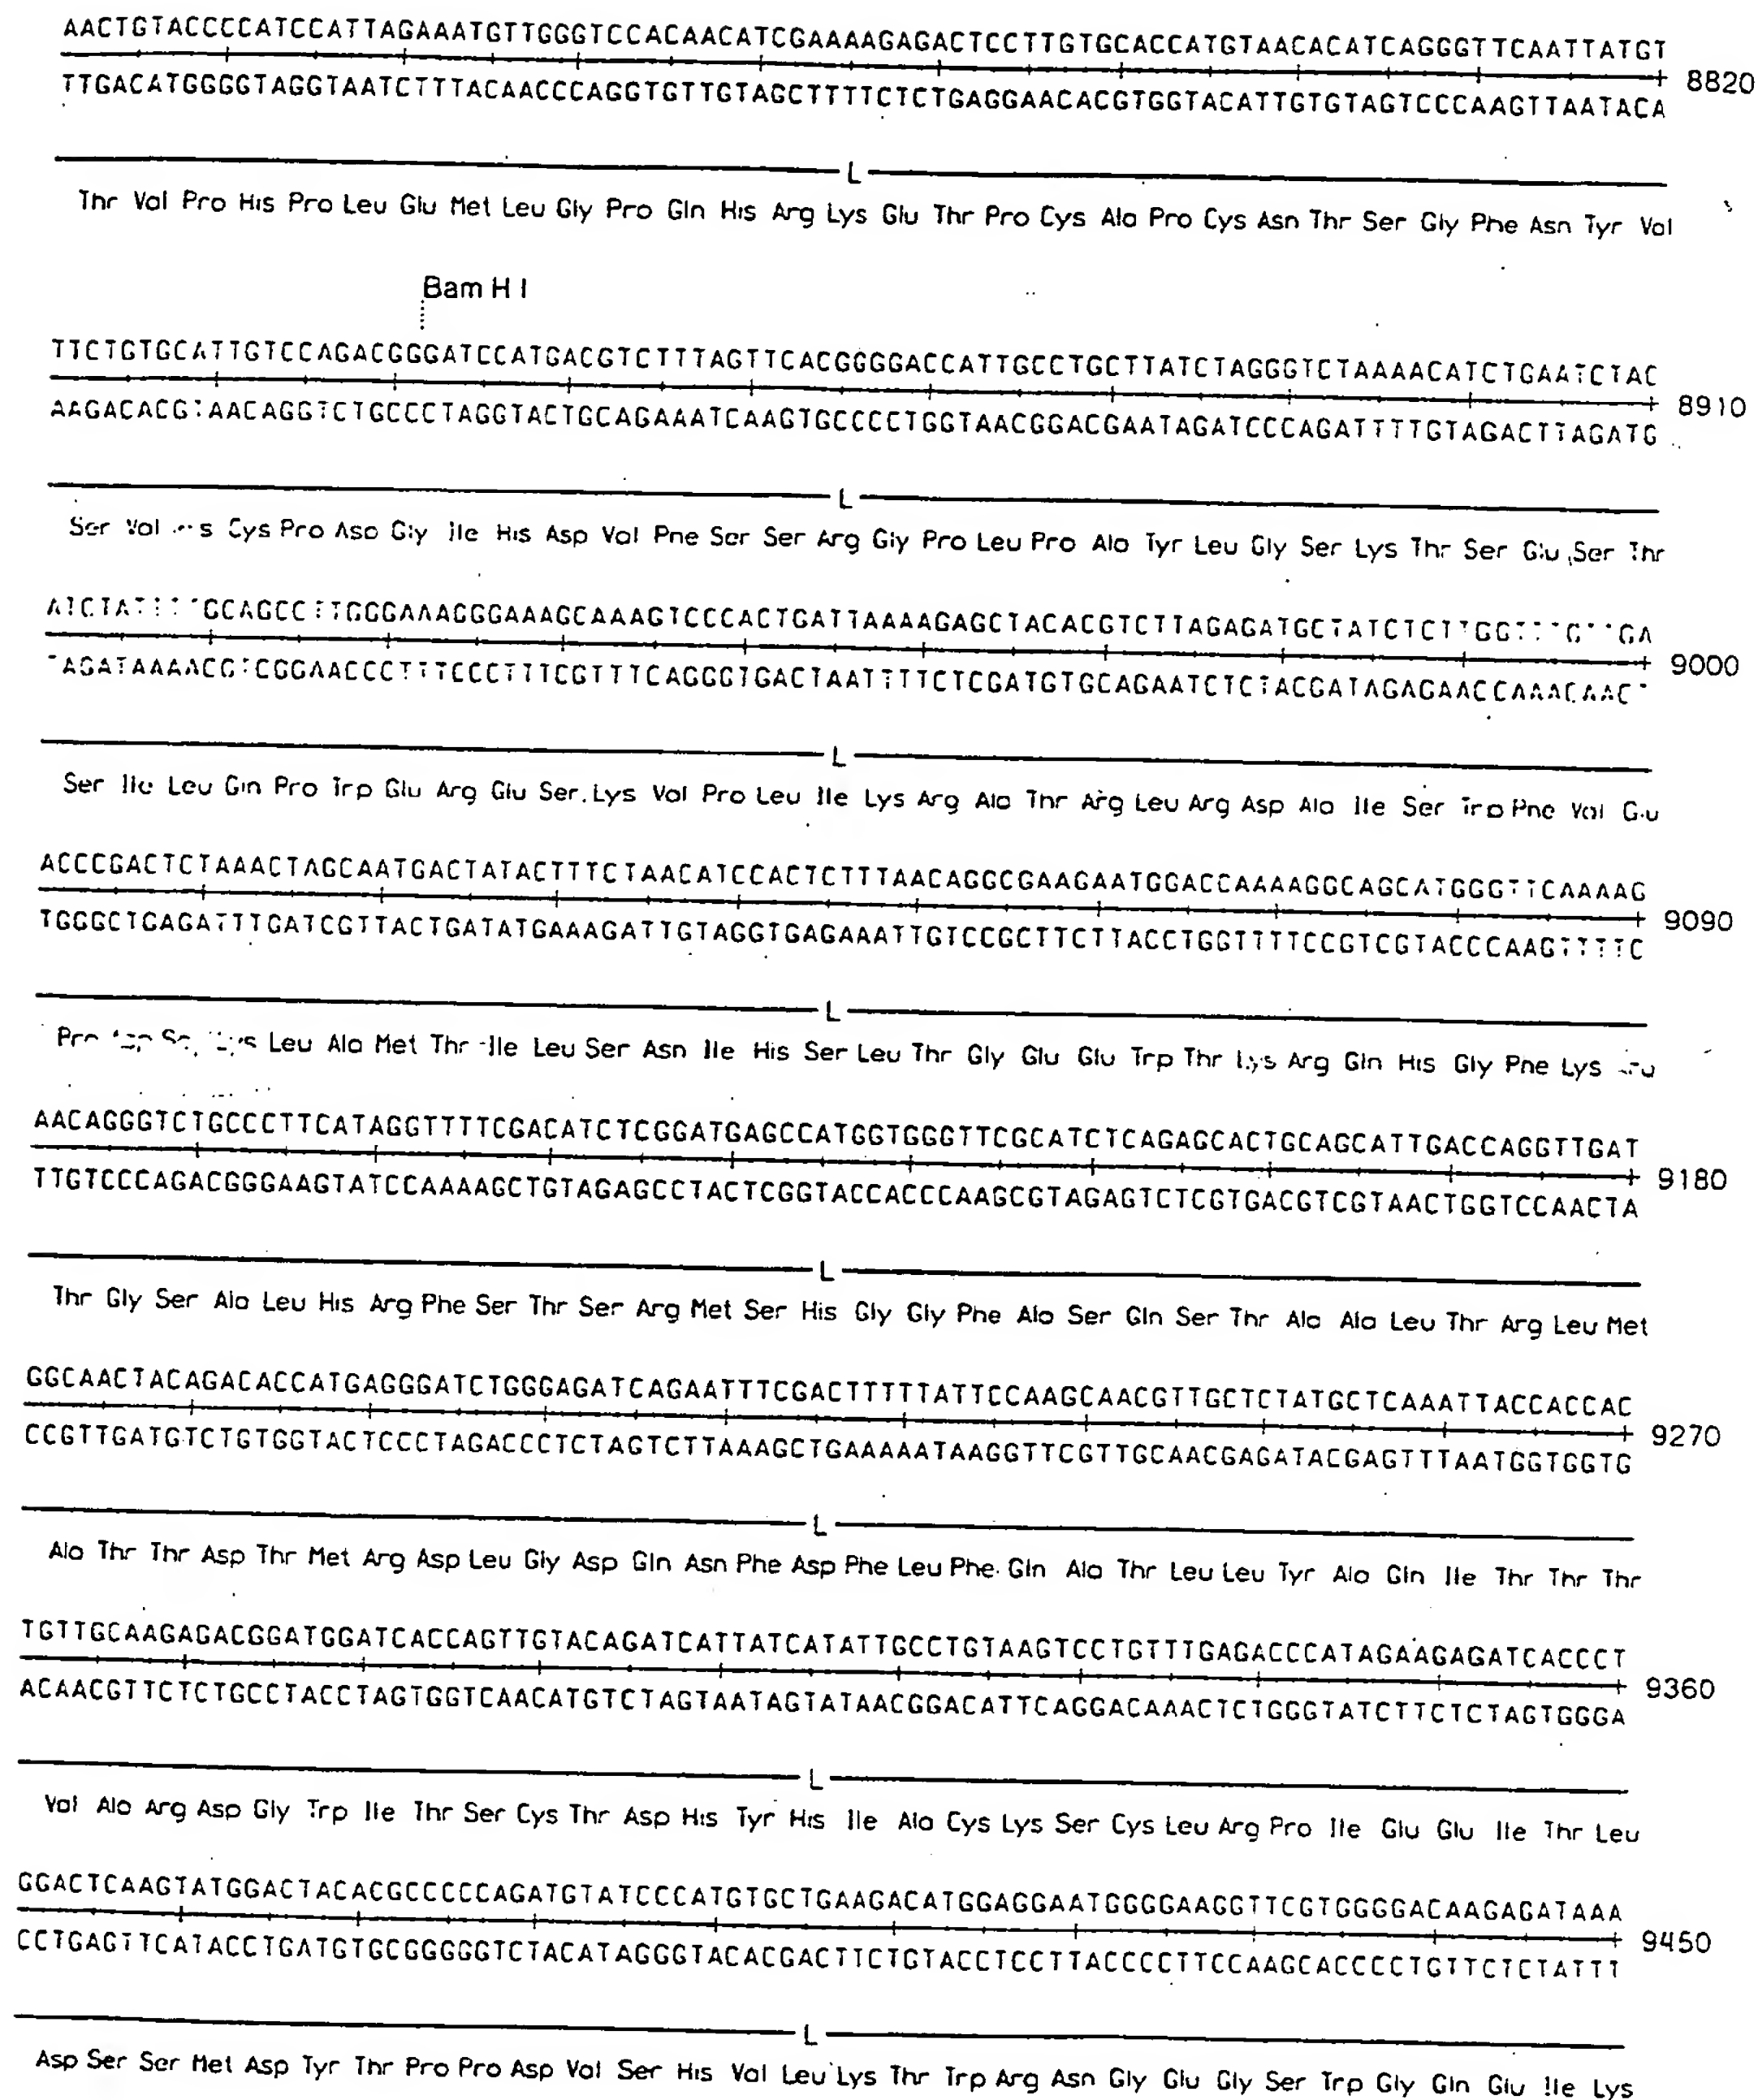 AACTGTACCCCATCCATTAGAAATGTTGGGTCCACAACATCGAAAAGAGACTCCTTGTGCACCATGTAACACATCAGGGTTCAATTATGT
8820
TTGACATGGGGTAGGTAATCTTTACAACCCAGGTGTTGTAGCTTTTCTCTGAGGAACACGTGGTACATTGTGTAGTCCCAAGTTAATACA
L
Thr Val Pro His Pro Leu Glu Met Leu Gly Pro Gln His Arg Lys Glu Thr Pro Cys Ala Pro Cys Asn Thr Ser Gly Phe Asn Tyr Val
Bam H I
TTCTGTGCATTGTCCAGACGGGATCCATGACGTCTTTAGTTCACGGGGACCATTGCCTGCTTATCTAGGGTCTAAAACATCTGAATCTAC
8910
AAGACACGTAACAGGTCTGCCCTAGGTACTGCAGAAATCAAGTGCCCCTGGTAACGGACGAATAGATCCCAGATTTTGTAGACTTAGATG
L
Ser Val Cys Pro Asp Gly Ile His Asp Val Phe Ser Ser Arg Gly Pro Leu Pro Ala Tyr Leu Gly Ser Lys Thr Ser Glu Ser Thr
9000
L
Ser Ile Leu Gln Pro Trp Glu Arg Glu Ser Lys Val Pro Leu Ile Lys Arg Ala Thr Arg Leu Arg Asp Ala Ile Ser Trp Phe Val Glu
ACCCGACTCTAAACTAGCAATGACTATACTTTCTAACATCCACTCTTTAACAGGCGAAGAATGGACCAAAAGGCAGCATGGGTTCAAAAG
9090
TGGGCTGAGATTTGATCGTTACTGATATGAAAGATTGTAGGTGAGAAATTGTCCGCTTCTTACCTGGTTTTCCGTCGTACCCAAGTTTTC
L
Leu Ala Met Thr Ile Leu Ser Asn Ile His Ser Leu Thr Gly Glu Glu Trp Thr Lys Arg Gln His Gly Phe Lys
AACAGGGTCTGCCCTTCATAGGTTTTCGACATCTCGGATGAGCCATGGTGGGTTCGCATCTCAGAGCACTGCAGCATTGACCAGGTTGAT
9180
TTGTCCCAGACGGGAAGTATCCAAAAGCTGTAGAGCCTACTCGGTACCACCCAAGCGTAGAGTCTCGTGACGTCGTAACTGGTCCAACTA
L
Thr Gly Ser Ala Leu His Arg Phe Ser Thr Ser Arg Met Ser His Gly Gly Phe Ala Ser Gln Ser Thr Ala Ala Leu Thr Arg Leu Met
GGCAACTACAGACACCATGAGGGATCTGGGAGATCAGAATTTCGACTTTTTATTCCAAGCAACGTTGCTCTATGCTCAAATTACCACCAC
9270
CCGTTGATGTCTGTGGTACTCCCTAGACCCTCTAGTCTTAAAGCTGAAAAATAAGGTTCGTTGCAACGAGATACGAGTTTAATGGTGGTG
L
Ala Thr Thr Asp Thr Met Arg Asp Leu Gly Asp Gln Asn Phe Asp Phe Leu Phe Gln Ala Thr Leu Leu Tyr Ala Gln Ile Thr Thr Thr
TGTTGCAAGAGACGGATGGATCACCAGTTGTACAGATCATTATCATATTGCCTGTAAGTCCTGTTTGAGACCCATAGAAGAGATCACCCT
9360
ACAACGTTCTCTGCCTACCTAGTGGTCAACATGTCTAGTAATAGTATAACGGACATTCAGGACAAACTCTGGGTATCTTCTCTAGTGGGA
L
Val Ala Arg Asp Gly Trp Ile Thr Ser Cys Thr Asp His Tyr His Ile Ala Cys Lys Ser Cys Leu Arg Pro Ile Glu Glu Ile Thr Leu
GGACTCAAGTATGGACTACACGCCCCCAGATGTATCCCATGTGCTGAAGACATGGAGGAATGGGGAAGGTTCGTGGGGACAAGAGATAAA
9450
CCTGAGTTCATACCTGATGTGCGGGGGTCTACATAGGGTACACGACTTCTGTACCTCCTTACCCCTTCCAAGCACCCCTGTTCTCTATTT
L
Asp Ser Ser Met Asp Tyr Thr Pro Pro Asp Val Ser His Val Leu Lys Thr Trp Arg Asn Gly Glu Gly Ser Trp Gly Gln Glu Ile Lys